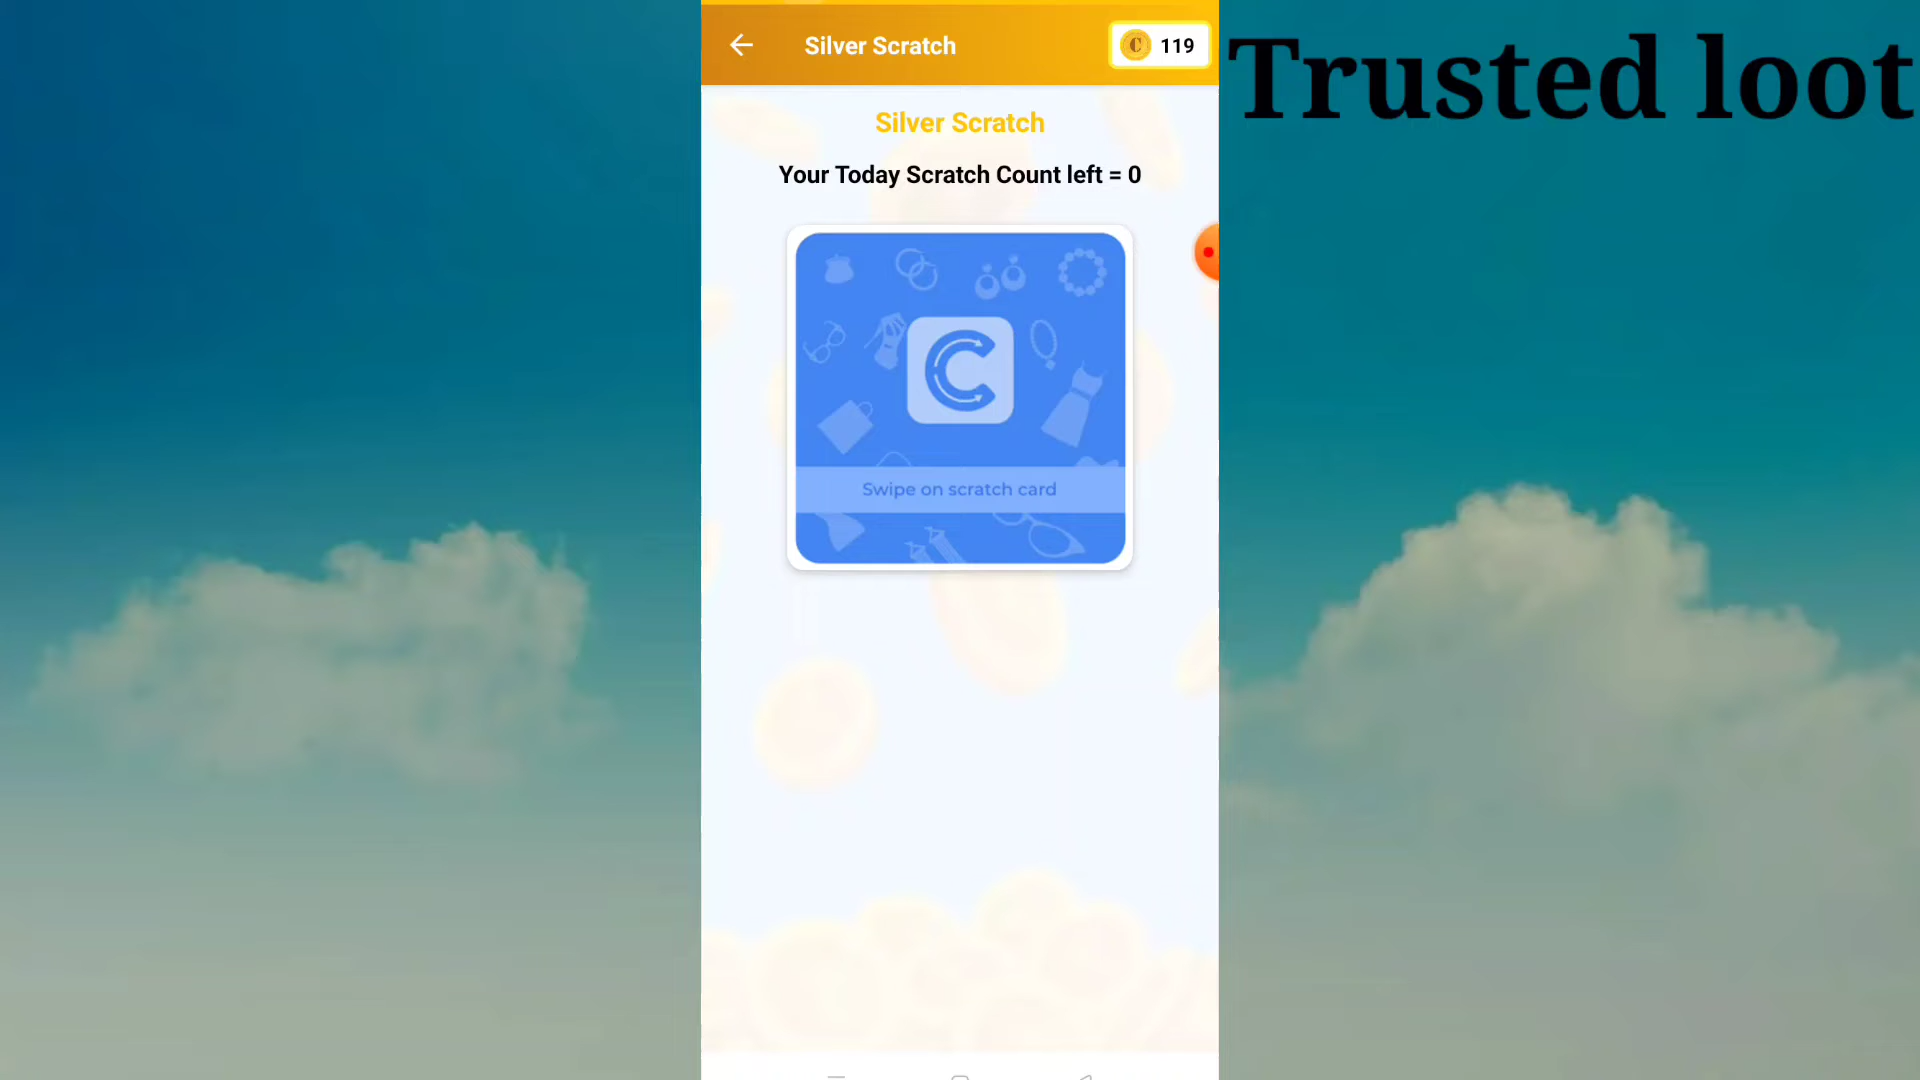 Silver Scratch
119
Trusted loot
Silver Scratch
Your Today Scratch Count left = 0
C
Swipe on scratch card